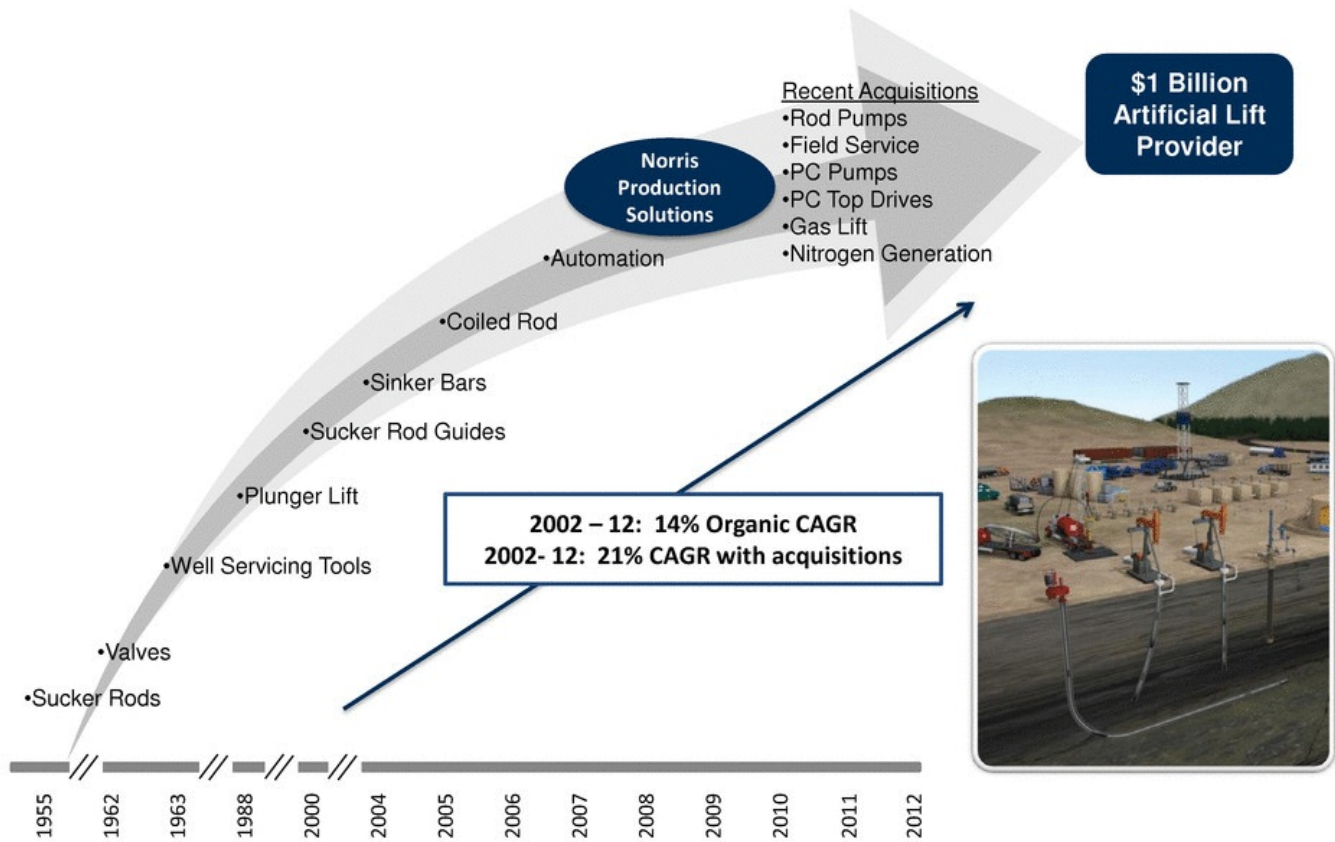 $1 Billion
Artificial Lift
Provider
Recent Acquisitions
•Rod Pumps
•Field Service
•PC Pumps
•PC Top Drives
•Gas Lift
•Nitrogen Generation
Norris
Production
Solutions
•Automation
•Coiled Rod
•Sinker Bars
•Sucker Rod Guides
•Plunger Lift
•Well Servicing Tools
•Valves
•Sucker Rods
2002 – 12:  14% Organic CAGR
2002- 12:  21% CAGR with acquisitions
1955
1962
1963
1988
2000
2004
2005
2006
2007
2008
2009
2010
2011
2012